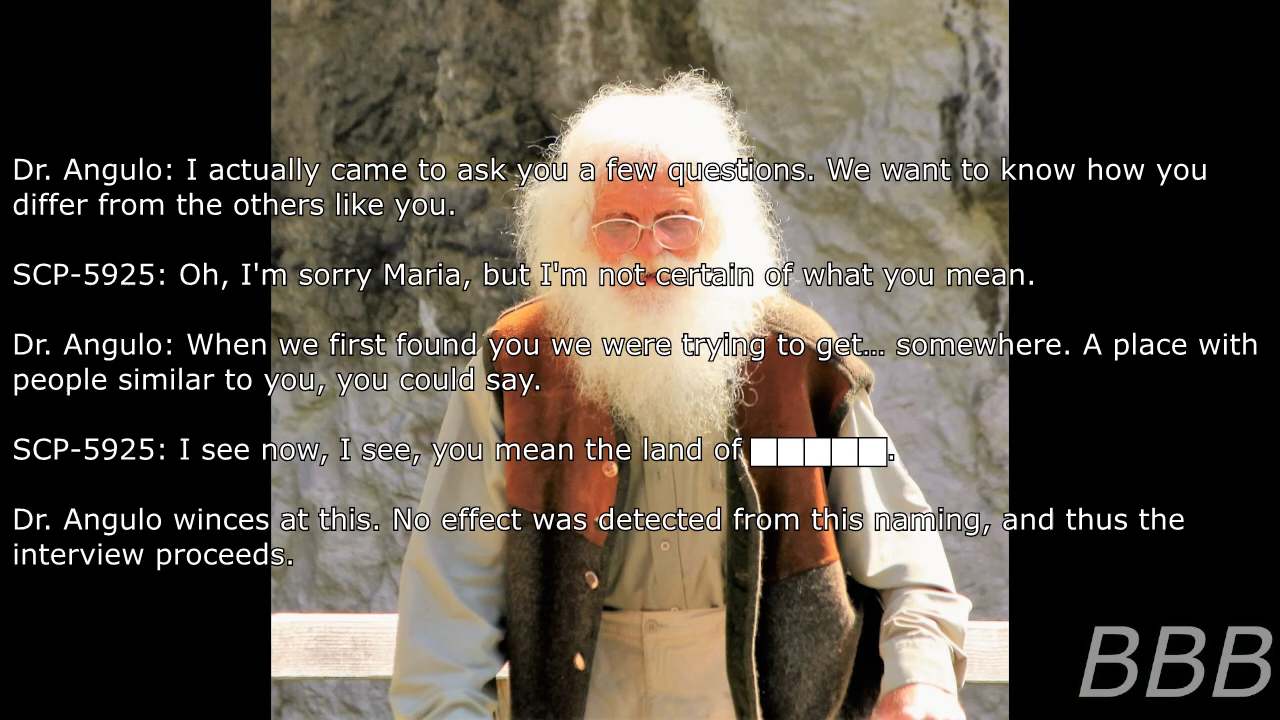 Dr. Angulo: I actually came to ask you a few questions. We want to know how you
differ from the others like you.
SCP-5925: Oh, I'm sorry Maria, but I'm not certain of what you mean.
Dr. Angulo: When we first found you we were trying to get... somewhere. A place with
people similar to you, you could say.
SCP-5925: I see now, I see, you mean the land of █████.
Dr. Angulo winces at this. No effect was detected from this naming, and thus the
interview proceeds.
BBB